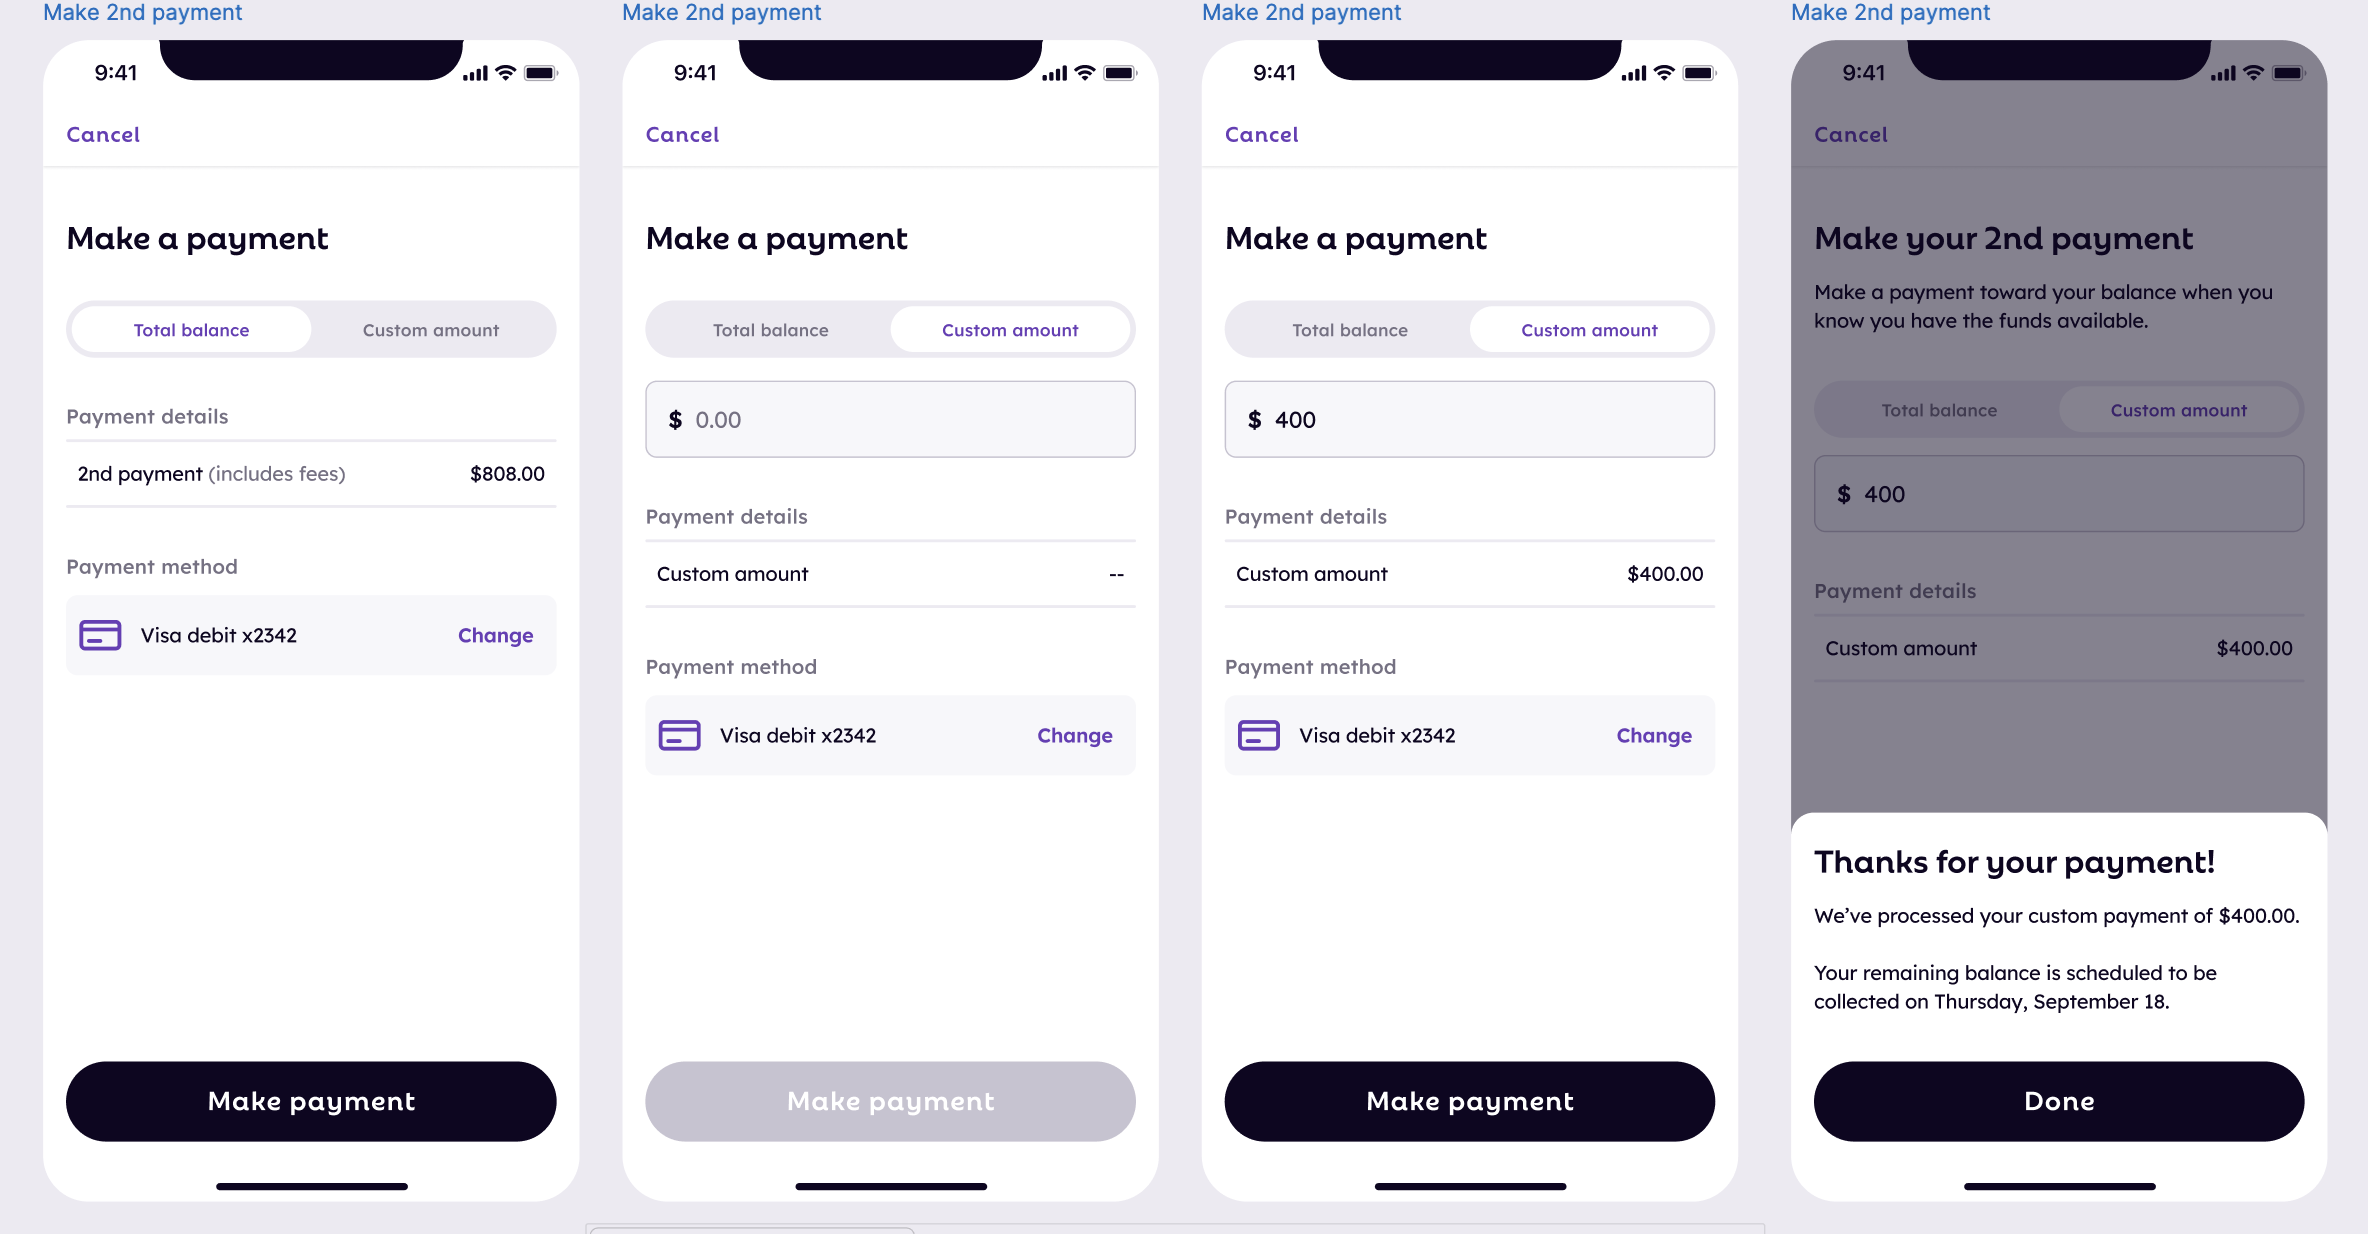 Make 2nd payment
9:41
Cancel
Make a payment
Total balance
Custom amount
Payment details
2nd payment (includes fees)
$808.00
Payment method
Visa debit x2342
Change
Make payment
Make 2nd payment
9:41
Cancel
Make a payment
Total balance
Custom amount
$ 0.00
Payment details
Custom amount
--
Payment method
Visa debit x2342
Change
Make payment
Make 2nd payment
9:41
Cancel
Make a payment
Total balance
Custom amount
$ 400
Payment details
Custom amount
$400.00
Payment method
Visa debit x2342
Change
Make payment
Make 2nd payment
9:41
Cancel
Make your 2nd payment
Make a payment toward your balance when you
know you have the funds available.
Total balance
Custom amount
$ 400
Payment details
Custom amount
$400.00
Thanks for your payment!
We’ve processed your custom payment of $400.00.
Your remaining balance is scheduled to be
collected on Thursday, September 18.
Done